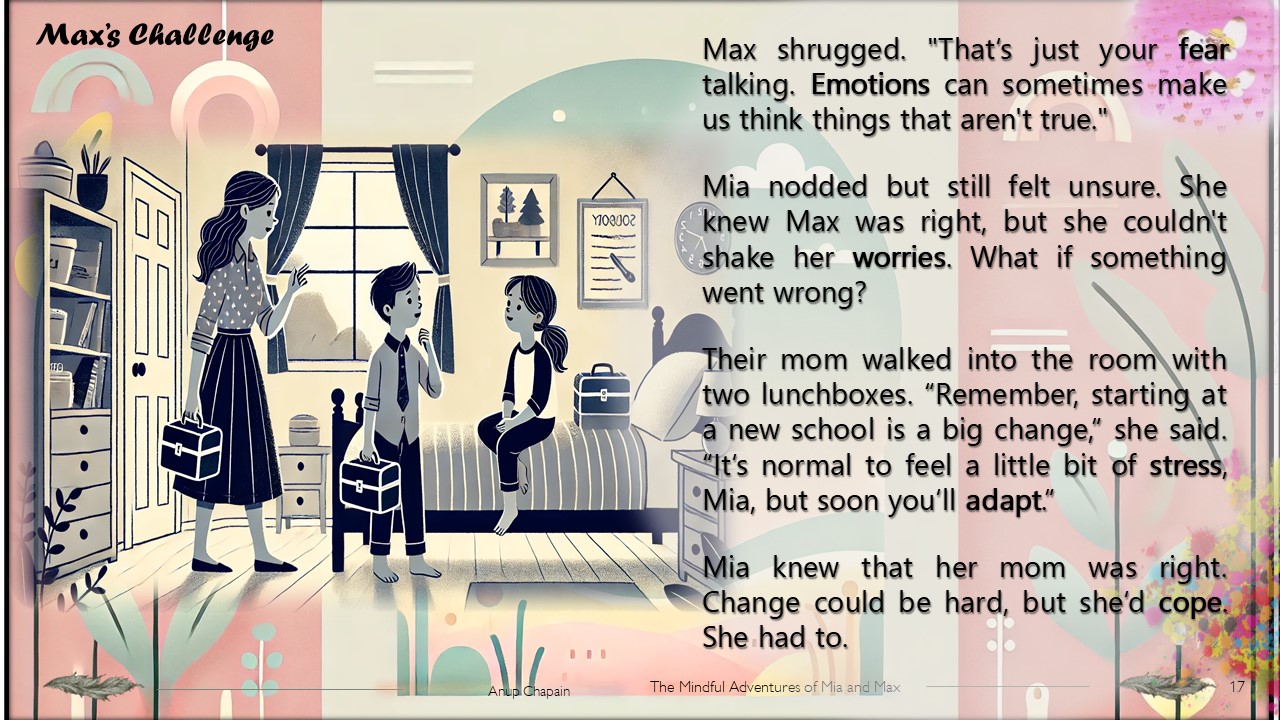 Max's Challenge
Max shrugged. "That's just your fear
talking. Emotions can sometimes make
us think things that aren't true."
Mia nodded but still felt unsure. She
knew Max was right, but she couldn't
shake her worries. What if something
went wrong?
Their mom walked into the room with
two lunchboxes. “Remember, starting at
a new school is a big change,“ she said.
“It's normal to feel a little bit of stress,
Mia, but soon you'll adapt.“
Mia knew that her mom was right.
Change could be hard, but she'd cope.
She had to.
Anup Chapain
The Mindful Adventures of Mia and Max
17